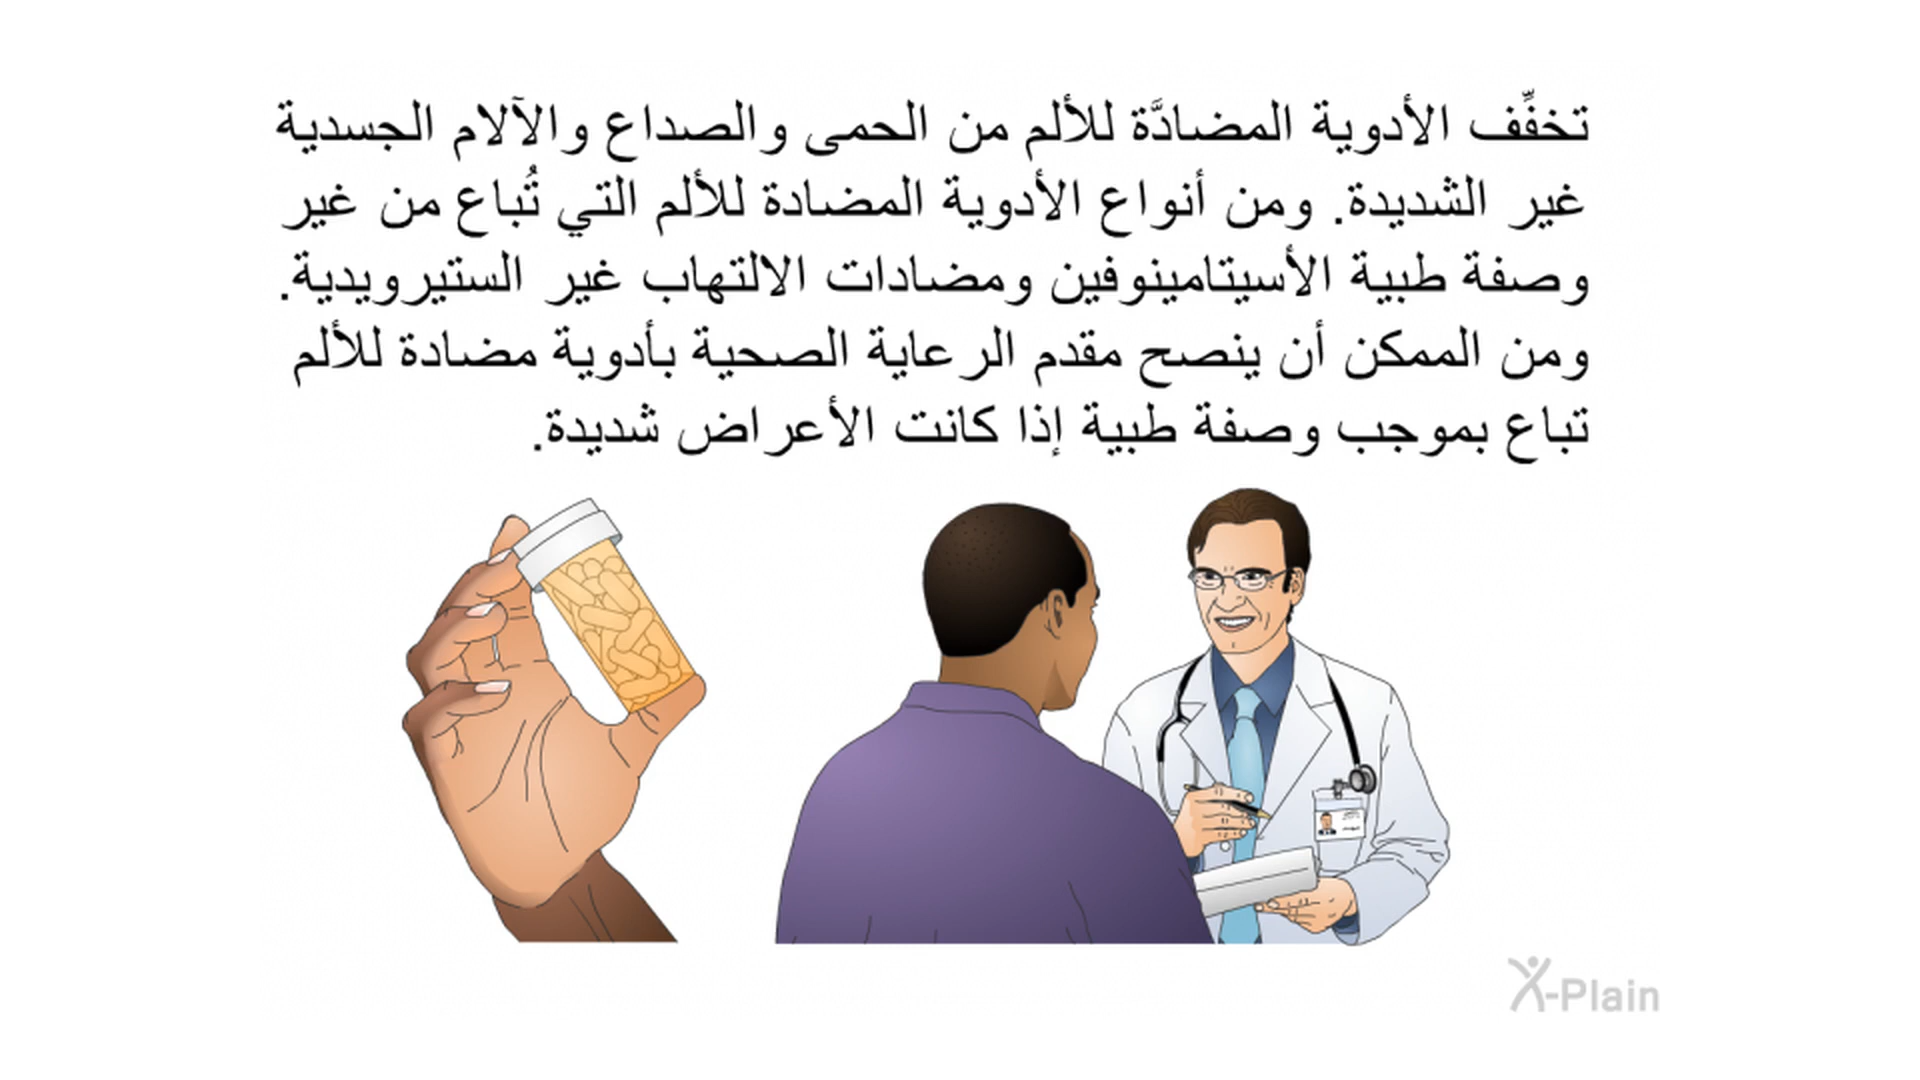 تخفِّف الأدوية المضادَّة للألم من الحمى والصداع والآلام الجسدية
غير الشديدة. ومن أنواع الأدوية المضادة للألم التي تُباع من غير
وصفة طبية الأسيتامينوفين ومضادات الالتهاب غير الستيرويدية.
ومن الممكن أن ينصح مقدم الرعاية الصحية بأدوية مضادة للألم
تباع بموجب وصفة طبية إذا كانت الأعراض شديدة.
X-Plain